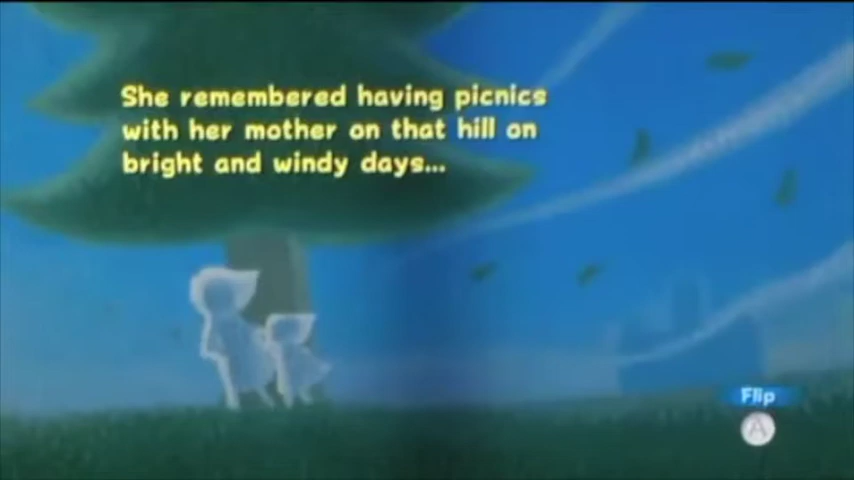 She remembered having picnics
with her mother on that hill on
bright and windy days...
Flip
A